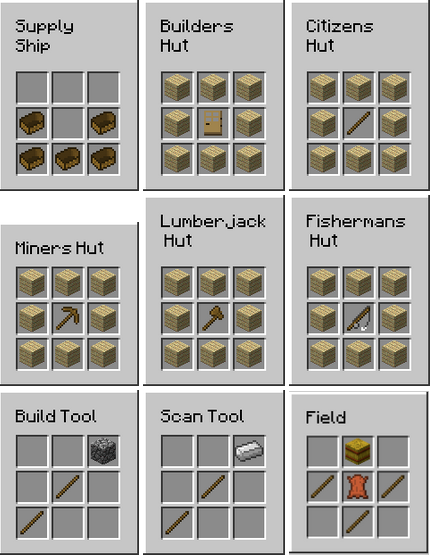 Supply
Ship
Builders
Hut
Citizens
Hut
Miners Hut
Lumberjack
Hut
Fishermans
Hut
Build Tool
Scan Tool
Field